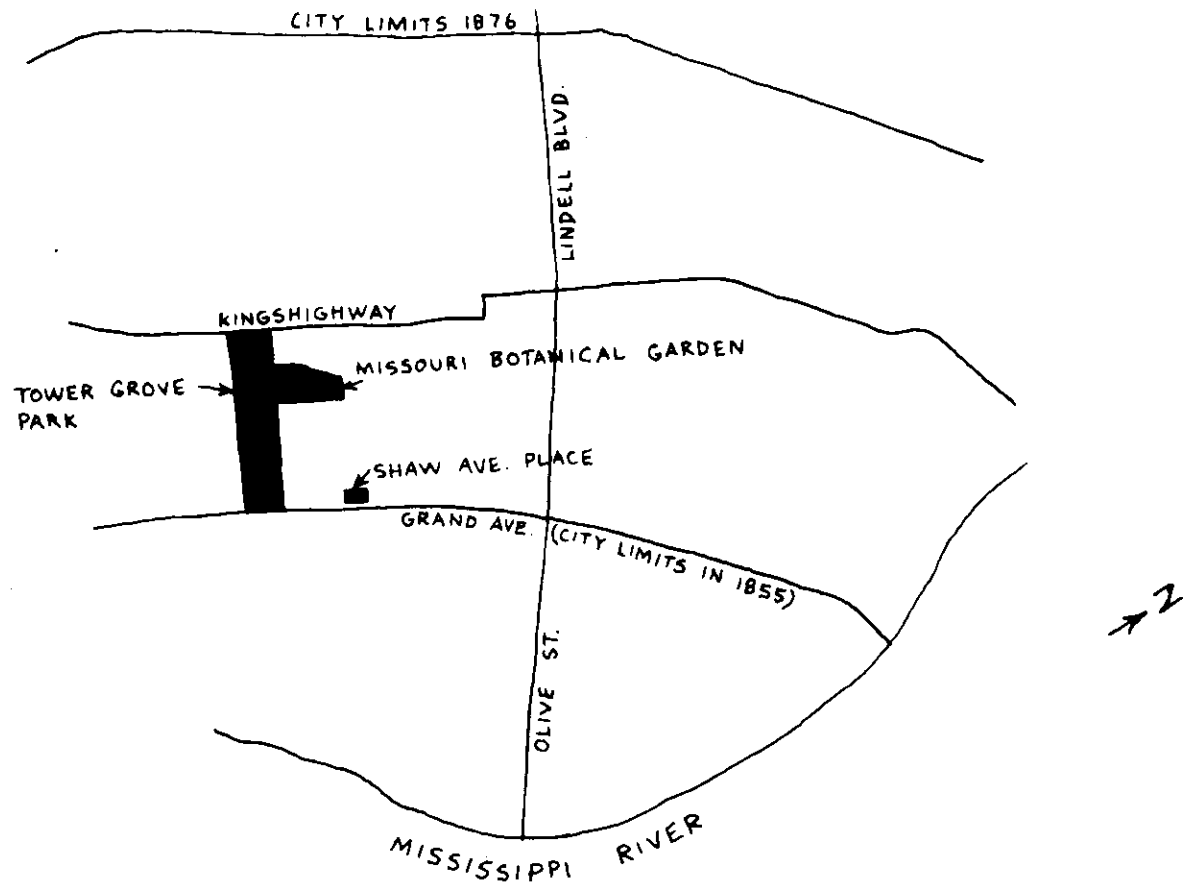 CITY LIMITS 1876
LINDELL BLVD.
KINGSHIGHWAY
MISSOURI BOTANICAL GARDEN
TOWER GROVE
PARK
SHAW AVE. PLACE
GRAND AVE. (CITY LIMITS IN 1855)
N
OLIVE ST.
MISSISSIPPI RIVER